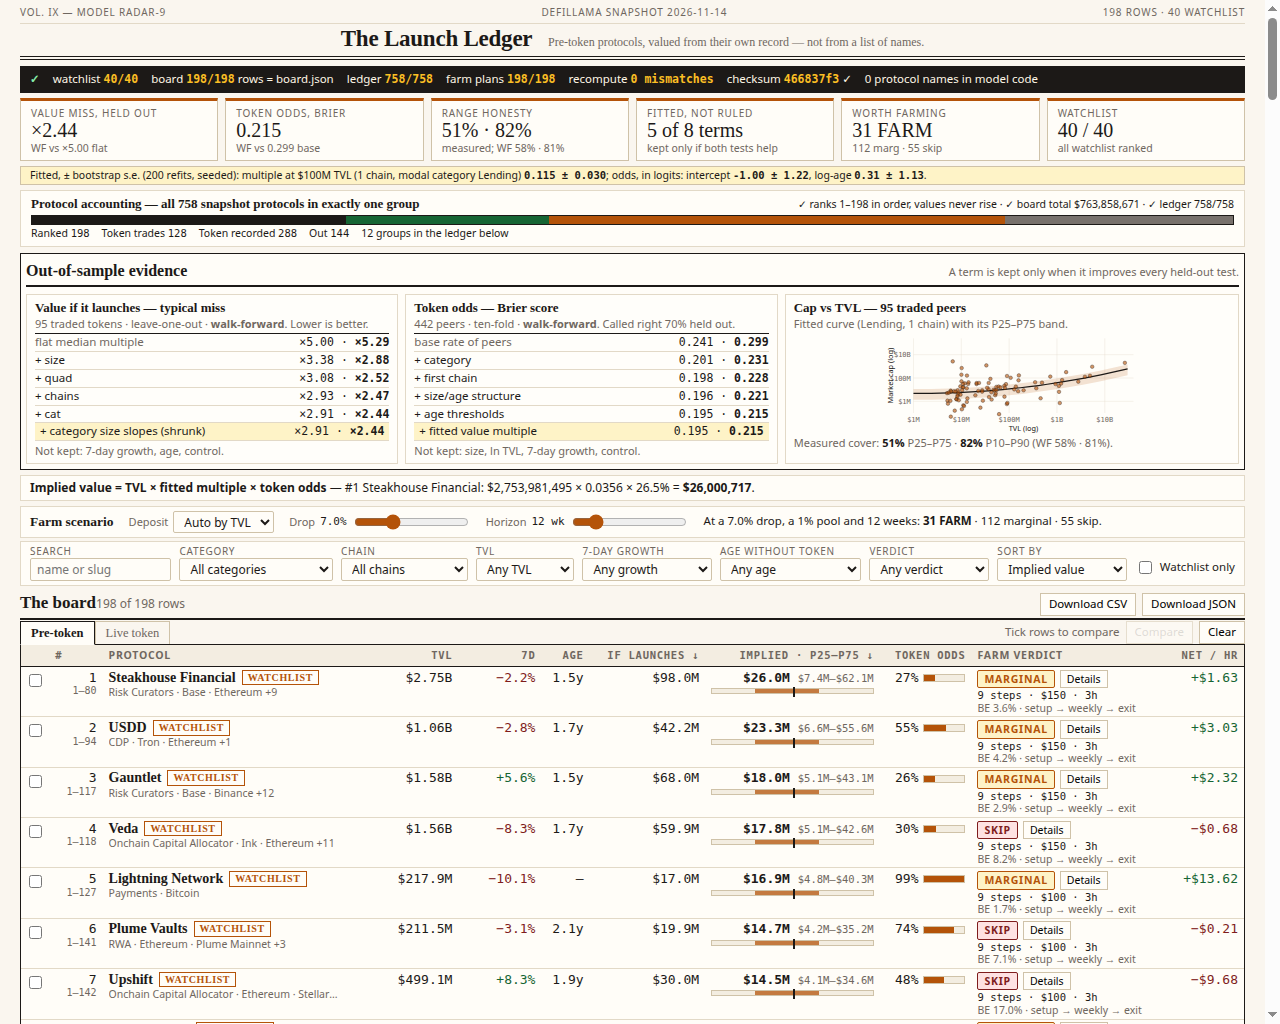 VOL. IX — MODEL RADAR-9 DEFILLAMA SNAPSHOT 2026-11-14 198 ROWS · 40 WATCHLIST
The Launch Ledger Pre-token protocols, valued from their own record — not from a list of names.
✓ watchlist 40/40 board 198/198 rows = board.json ledger 758/758 farm plans 198/198 recompute 0 mismatches checksum 466837f3 ✓ 0 protocol names in model code
VALUE MISS, HELD OUT
×2.44
WF vs ×5.00 flat
TOKEN ODDS, BRIER
0.215
WF vs 0.299 base
RANGE HONESTY
51% · 82%
measured; WF 58% · 81%
FITTED, NOT RULED
5 of 8 terms
kept only if both tests help
WORTH FARMING
31 FARM
112 marg · 55 skip
WATCHLIST
40 / 40
all watchlist ranked
Fitted, ± bootstrap s.e. (200 refits, seeded): multiple at $100M TVL (1 chain, modal category Lending) 0.115 ± 0.030; odds, in logits: intercept -1.00 ± 1.22, log-age 0.31 ± 1.13.
Protocol accounting — all 758 snapshot protocols in exactly one group ✓ ranks 1–198 in order, values never rise · ✓ board total $763,858,671 · ✓ ledger 758/758
Ranked 198 Token trades 128 Token recorded 288 Out 144 12 groups in the ledger below
Out-of-sample evidence A term is kept only when it improves every held-out test.
Value if it launches — typical miss
95 traded tokens · leave-one-out · walk-forward. Lower is better.
flat median multiple ×5.00 · ×5.29
+ size ×3.38 · ×2.88
+ quad ×3.08 · ×2.52
+ chains ×2.93 · ×2.47
+ cat ×2.91 · ×2.44
+ category size slopes (shrunk) ×2.91 · ×2.44
Not kept: 7-day growth, age, control.
Token odds — Brier score
442 peers · ten-fold · walk-forward. Called right 70% held out.
base rate of peers 0.241 · 0.299
+ category 0.201 · 0.231
+ first chain 0.198 · 0.228
+ size/age structure 0.196 · 0.221
+ age thresholds 0.195 · 0.215
+ fitted value multiple 0.195 · 0.215
Not kept: size, ln TVL, 7-day growth, control.
Cap vs TVL — 95 traded peers
Fitted curve (Lending, 1 chain) with its P25–P75 band.
Market cap (log)
$10B
$100M
$1M
$1M $10M $100M $1B $10B
TVL (log)
Measured cover: 51% P25–P75 · 82% P10–P90 (WF 58% · 81%).
Implied value = TVL × fitted multiple × token odds — #1 Steakhouse Financial: $2,753,981,495 × 0.0356 × 26.5% = $26,000,717.
Farm scenario Deposit Auto by TVL Drop 7.0% Horizon 12 wk At a 7.0% drop, a 1% pool and 12 weeks: 31 FARM · 112 marginal · 55 skip.
SEARCH CATEGORY CHAIN TVL 7-DAY GROWTH AGE WITHOUT TOKEN VERDICT SORT BY
name or slug All categories All chains Any TVL Any growth Any age Any verdict Implied value Watchlist only
The board 198 of 198 rows Download CSV Download JSON
Pre-token Live token Tick rows to compare Compare Clear
# PROTOCOL TVL 7D AGE IF LAUNCHES ↓ IMPLIED · P25–P75 ↓ TOKEN ODDS FARM VERDICT NET / HR
1 Steakhouse Financial WATCHLIST $2.75B −2.2% 1.5y $98.0M $26.0M $7.4M–$62.1M 27% MARGINAL Details +$1.63
1–80 Risk Curators · Base · Ethereum +9 9 steps · $150 · 3h
BE 3.6% · setup → weekly → exit
2 USDD WATCHLIST $1.06B −2.8% 1.7y $42.2M $23.3M $6.6M–$55.6M 55% MARGINAL Details +$3.03
1–94 CDP · Tron · Ethereum +1 9 steps · $150 · 3h
BE 4.2% · setup → weekly → exit
3 Gauntlet WATCHLIST $1.58B +5.6% 1.5y $68.0M $18.0M $5.1M–$43.1M 26% MARGINAL Details +$2.32
1–117 Risk Curators · Base · Binance +12 9 steps · $150 · 3h
BE 2.9% · setup → weekly → exit
4 Veda WATCHLIST $1.56B −8.3% 1.7y $59.9M $17.8M $5.1M–$42.6M 30% SKIP Details −$0.68
1–118 Onchain Capital Allocator · Ink · Ethereum +11 9 steps · $150 · 3h
BE 8.2% · setup → weekly → exit
5 Lightning Network WATCHLIST $217.9M −10.1% — $17.0M $16.9M $4.8M–$40.3M 99% MARGINAL Details +$13.62
1–127 Payments · Bitcoin 9 steps · $100 · 3h
BE 1.7% · setup → weekly → exit
6 Plume Vaults WATCHLIST $211.5M −3.1% 2.1y $19.9M $14.7M $4.2M–$35.2M 74% SKIP Details −$0.21
1–141 RWA · Ethereum · Plume Mainnet +3 9 steps · $100 · 3h
BE 7.1% · setup → weekly → exit
7 Upshift WATCHLIST $499.1M +8.3% 1.9y $30.0M $14.5M $4.1M–$34.6M 48% SKIP Details −$9.68
1–142 Onchain Capital Allocator · Ethereum · Stellar... 9 steps · $100 · 3h
BE 17.0% · setup → weekly → exit